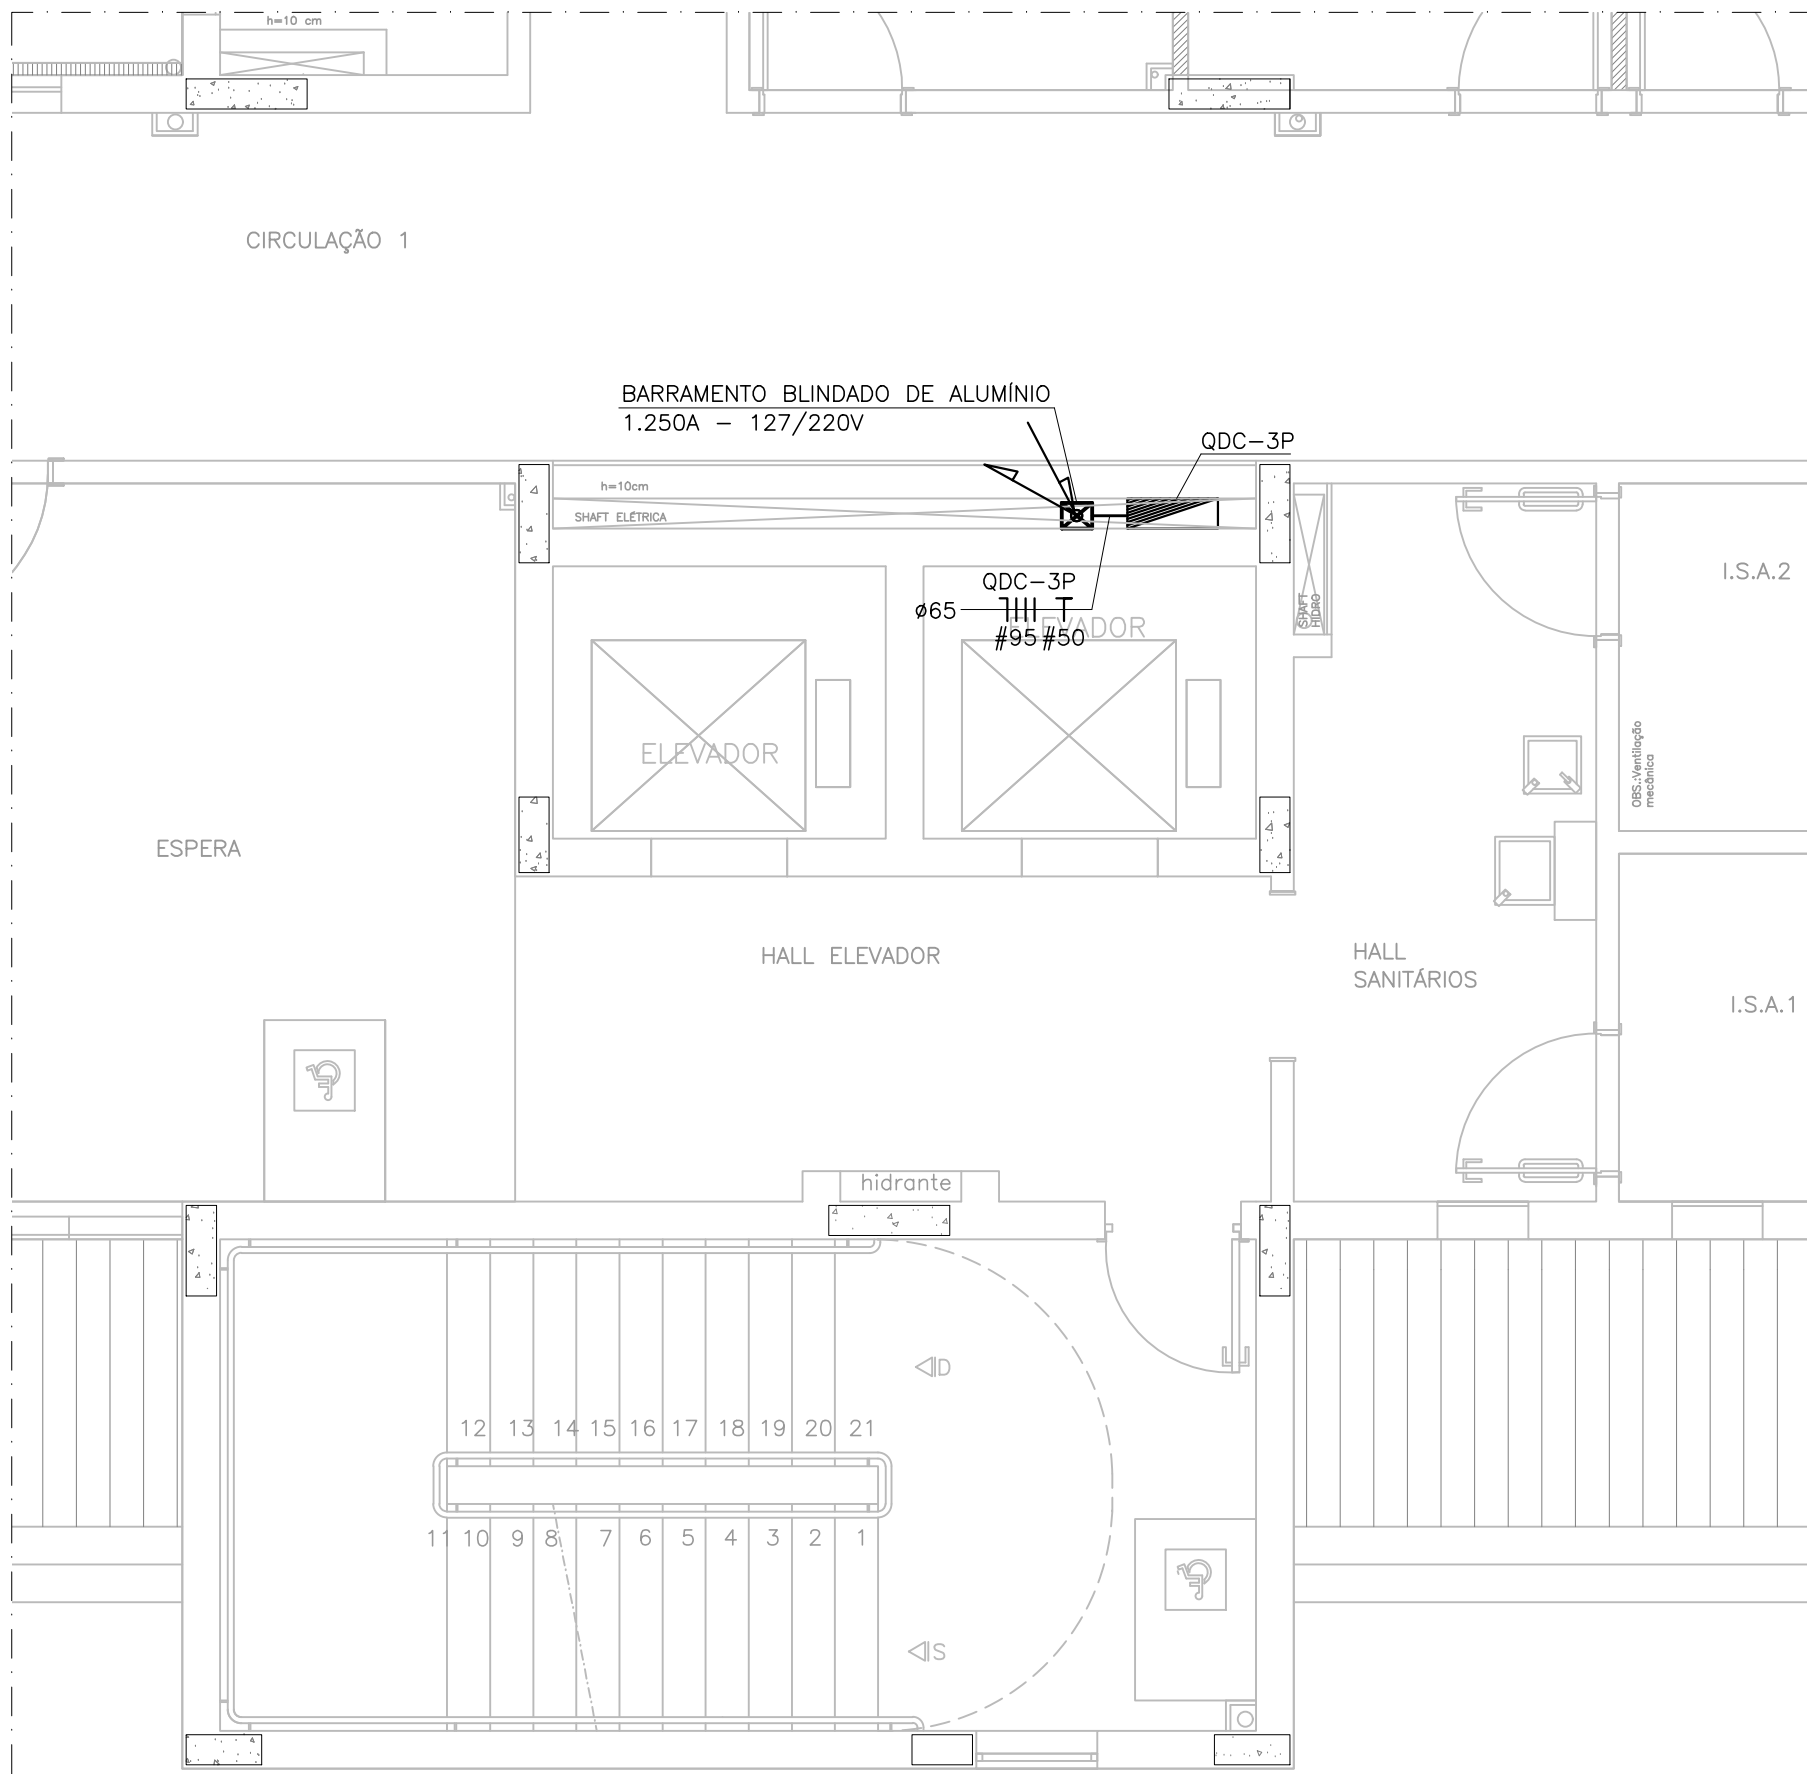 h=10 cm
CIRCULAÇÃO 1
BARRAMENTO BLINDADO DE ALUMÍNIO
1.250A - 127/220V
QDC-3P
h=10cm
SHAFT ELÉTRICA
QDC-3P
ø65
#95 #50
ELEVADOR
SHAFT
HIDRO
I.S.A.2
ELEVADOR
OBS.:Ventilação
mecânica
ESPERA
HALL ELEVADOR
HALL
SANITÁRIOS
I.S.A.1
hidrante
D
12 13 14 15 16 17 18 19 20 21
11 10 9 8 7 6 5 4 3 2 1
S